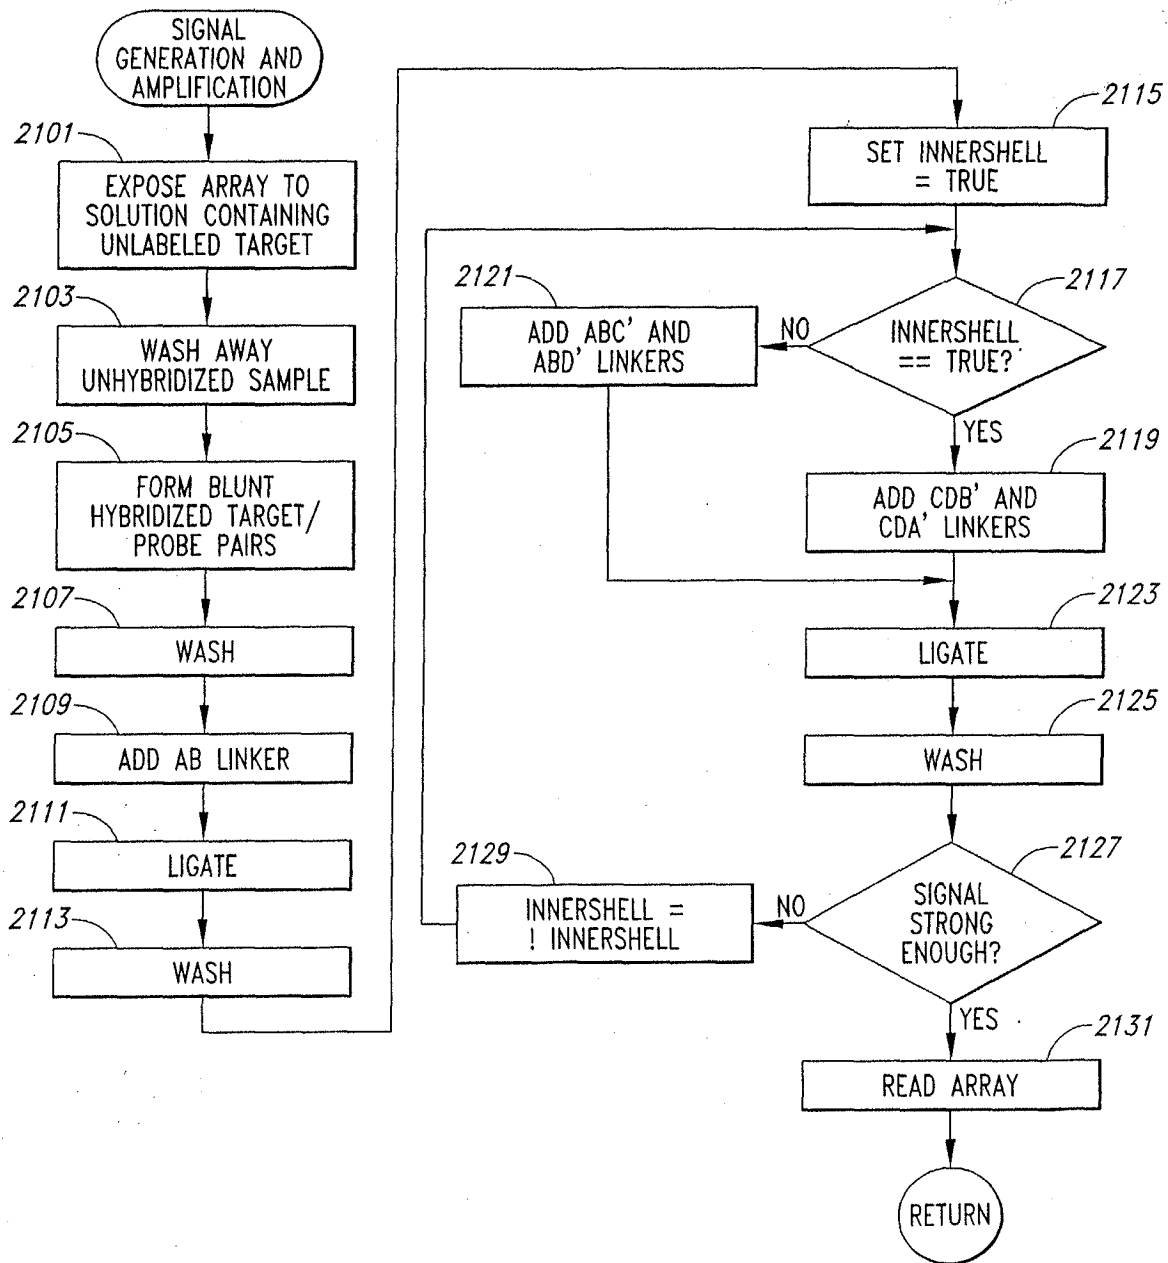 SIGNAL
GENERATION AND
AMPLIFICATION
2101
EXPOSE ARRAY TO
SOLUTION CONTAINING
UNLABELED TARGET
2103
WASH AWAY
UNHYBRIDIZED SAMPLE
2105
FORM BLUNT
HYBRIDIZED TARGET/
PROBE PAIRS
2107
WASH
2109
ADD AB LINKER
2111
LIGATE
2113
WASH
2115
SET INNERSHELL
= TRUE
2117
INNERSHELL
== TRUE?
NO
YES
2121
ADD ABC' AND
ABD' LINKERS
2119
ADD CDB' AND
CDA' LINKERS
2123
LIGATE
2125
WASH
2127
SIGNAL
STRONG
ENOUGH?
NO
YES
2129
INNERSHELL =
! INNERSHELL
2131
READ ARRAY
RETURN